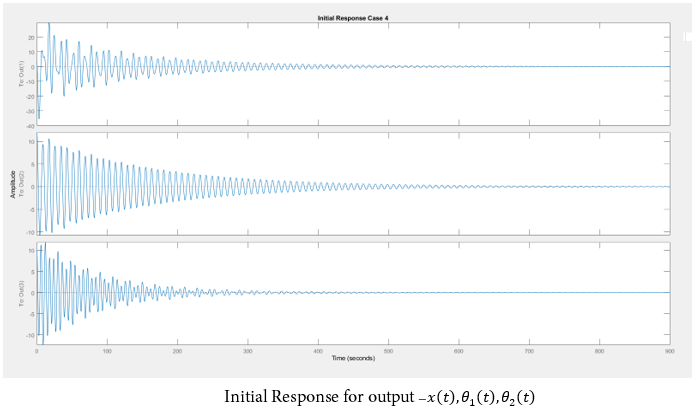 Initial Response Case 4
To: Out(1)
20
10
0
-10
-20
-30
-40
Amplitude
To: Out(2)
10
5
0
-5
-10
To: Out(3)
10
5
0
-5
-10
0 100 200 300 400 500 600 700 800 900
Time (seconds)
Initial Response for output –x(t),θ₁(t),θ₂(t)